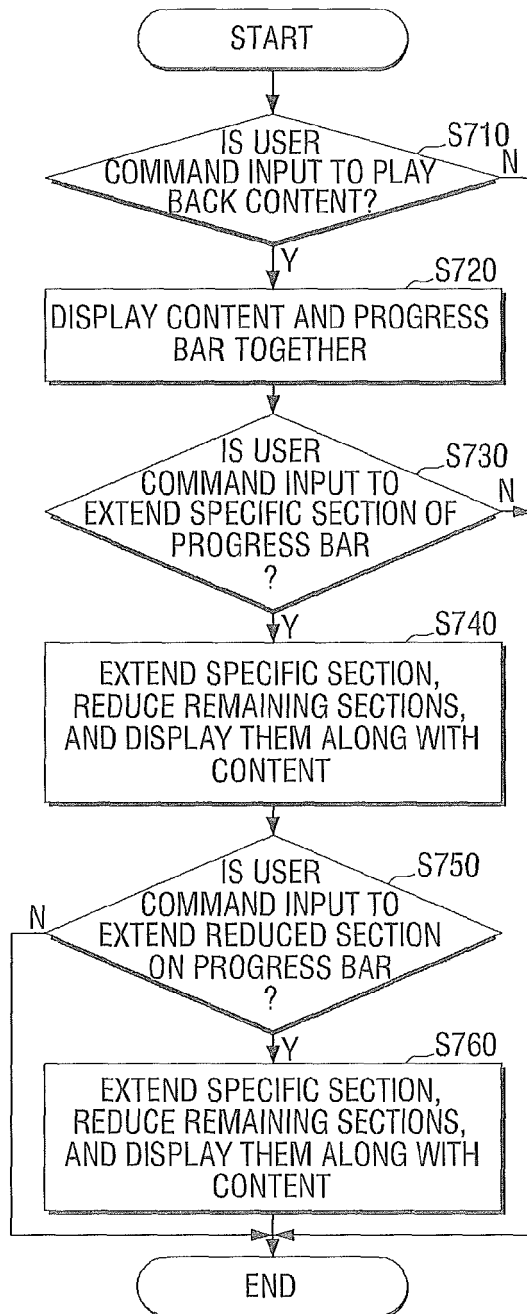 START
S710
IS USER
COMMAND INPUT TO PLAY
BACK CONTENT?
N
Y
S720
DISPLAY CONTENT AND PROGRESS
BAR TOGETHER
S730
IS USER
COMMAND INPUT TO
EXTEND SPECIFIC SECTION OF
PROGRESS BAR
?
N
Y
S740
EXTEND SPECIFIC SECTION,
REDUCE REMAINING SECTIONS,
AND DISPLAY THEM ALONG WITH
CONTENT
S750
IS USER
COMMAND INPUT TO
EXTEND REDUCED SECTION
ON PROGRESS BAR
?
N
Y
S760
EXTEND SPECIFIC SECTION,
REDUCE REMAINING SECTIONS,
AND DISPLAY THEM ALONG WITH
CONTENT
END